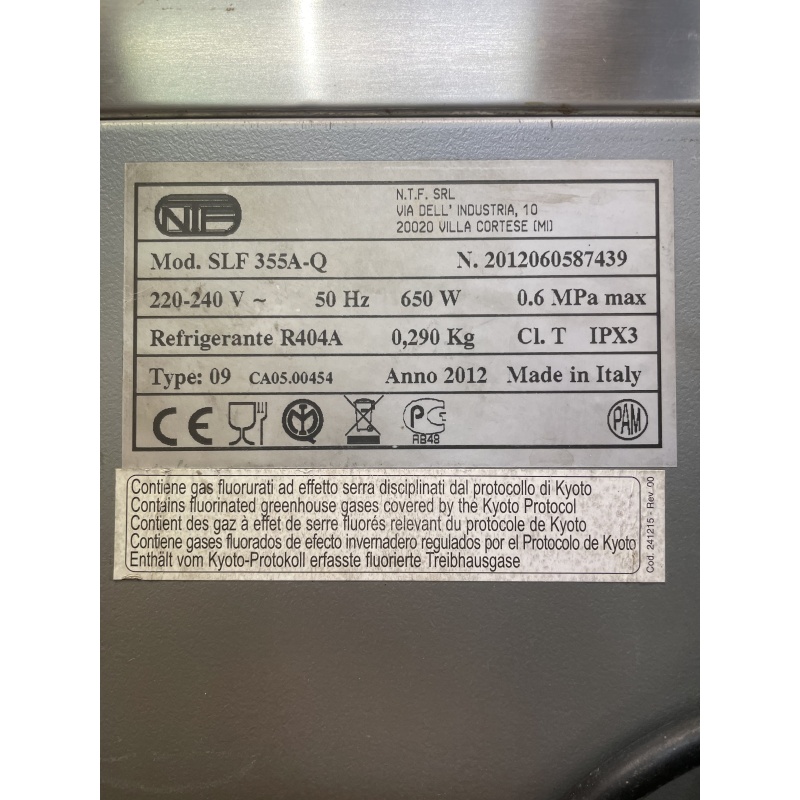 NTF
N.T.F. SRL
VIA DELL' INDUSTRIA, 10
20020 VILLA CORTESE (MI)
Mod. SLF 355A-Q N. 2012060587439
220-240 V ~ 50 Hz 650 W 0.6 MPa max
Refrigerante R404A 0,290 Kg Cl. T IPX3
Type: 09 CA05.00454 Anno 2012 Made in Italy
CE PC PAM
AB48
Contiene gas fluorurati ad effetto serra disciplinati dal protocollo di Kyoto
Contains fluorinated greenhouse gases covered by the Kyoto Protocol
Contient des gaz à effet de serre fluorés relevant du protocole de Kyoto
Contiene gases fluorados de efecto invernadero regulados por el Protocolo de Kyoto
Enthält vom Kyoto-Protokoll erfasste fluorierte Treibhausgase
Cod. 241215 - Rev. 00